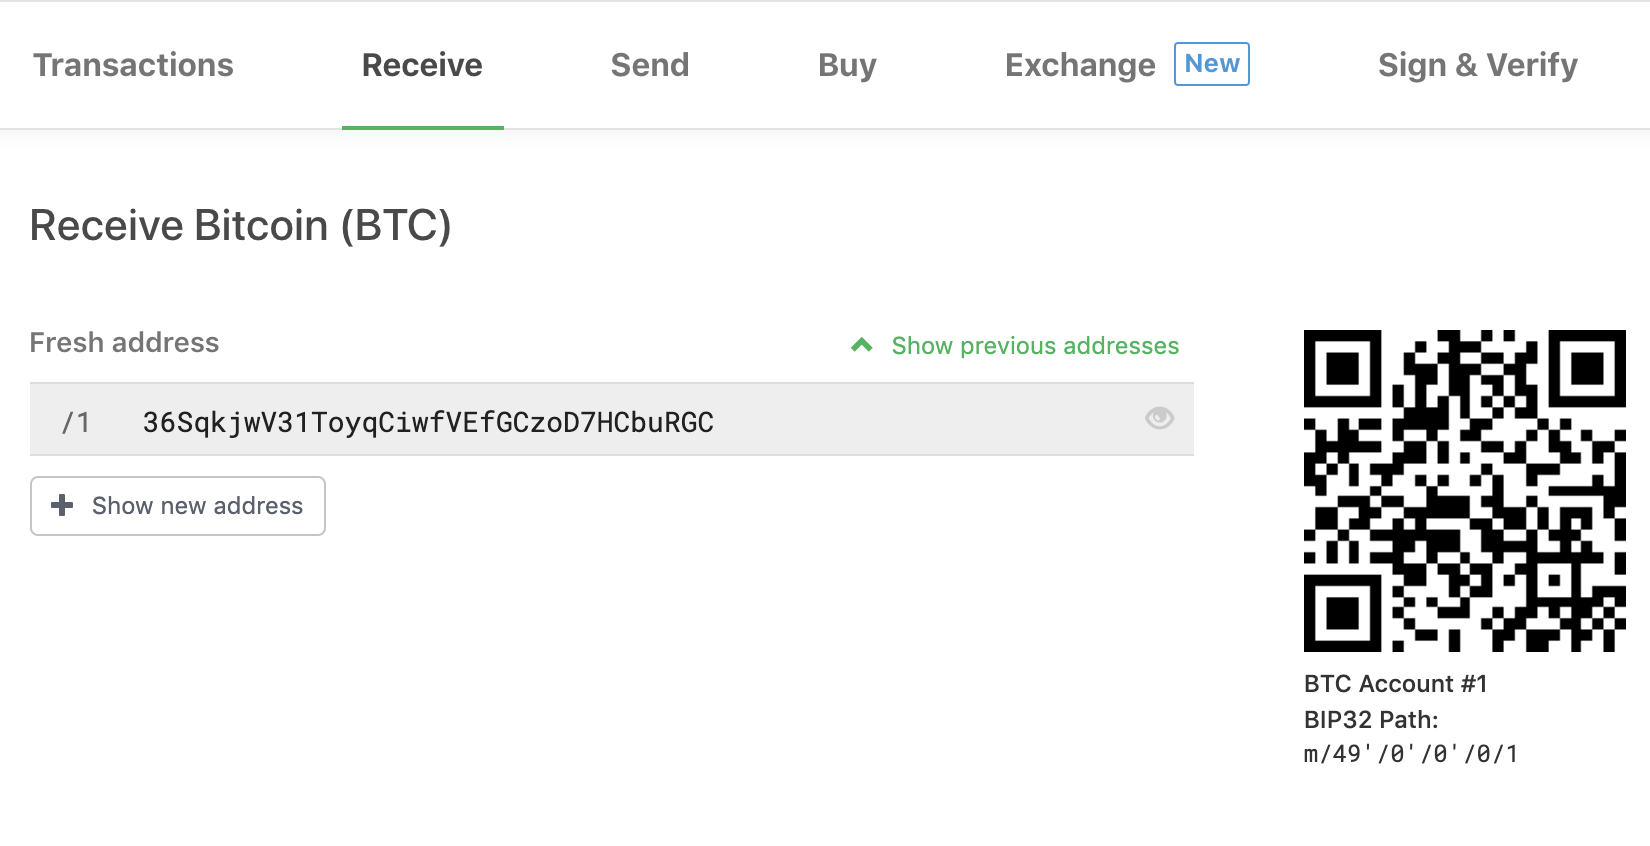 Transactions Receive Send Buy Exchange New Sign & Verify
Receive Bitcoin (BTC)
Fresh address
Show previous addresses
/1 36SqkjwV31ToyqCiwfVEfGCzoD7HCbuRGC
Show new address
BTC Account #1
BIP32 Path:
m/49'/0'/0'/0/1